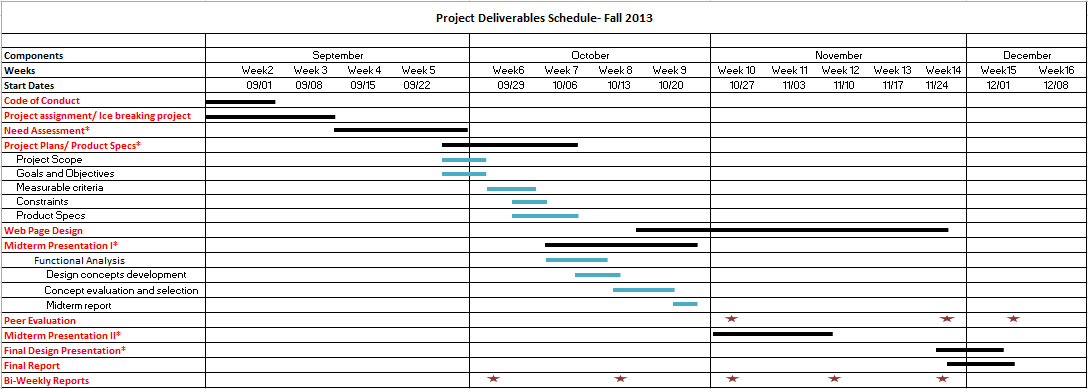 Project Deliverables Schedule- Fall 2013
Components September October November December
Weeks Week2 Week 3 Week 4 Week 5 Week6 Week 7 Week 8 Week 9 Week 10 Week 11 Week 12 Week 13 Week14 Week15 Week16
Start Dates 09/01 09/08 09/15 09/22 09/29 10/06 10/13 10/20 10/27 11/03 11/10 11/17 11/24 12/01 12/08
Code of Conduct
Project assignment/ Ice breaking project
Need Assessment*
Project Plans/ Product Specs*
Project Scope
Goals and Objectives
Measurable criteria
Constraints
Product Specs
Web Page Design
Midterm Presentation I*
Functional Analysis
Design concepts development
Concept evaluation and selection
Midterm report
Peer Evaluation
Midterm Presentation II*
Final Design Presentation*
Final Report
Bi-Weekly Reports